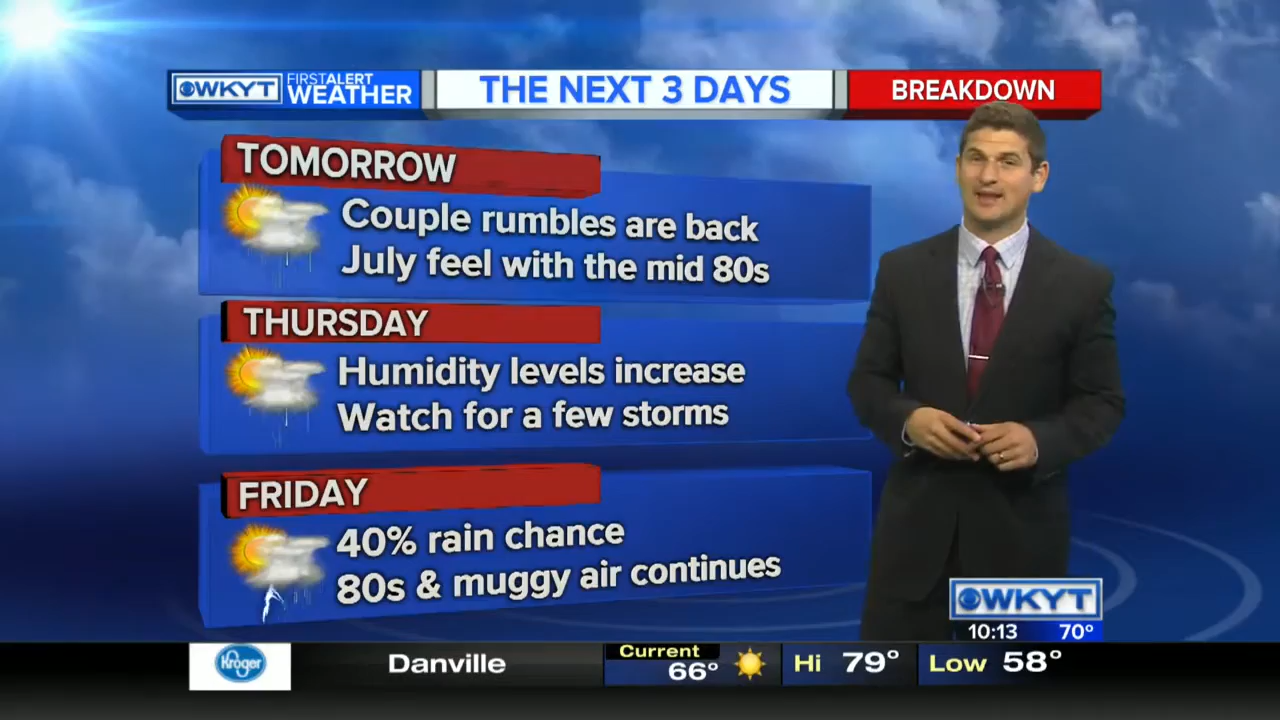 WKYT FIRST ALERT WEATHER
THE NEXT 3 DAYS
BREAKDOWN
TOMORROW
Couple rumbles are back
July feel with the mid 80s
THURSDAY
Humidity levels increase
Watch for a few storms
FRIDAY
40% rain chance
80s & muggy air continues
WKYT
10:13 70°
Kroger
Danville
Current
66°
Hi 79°
Low 58°